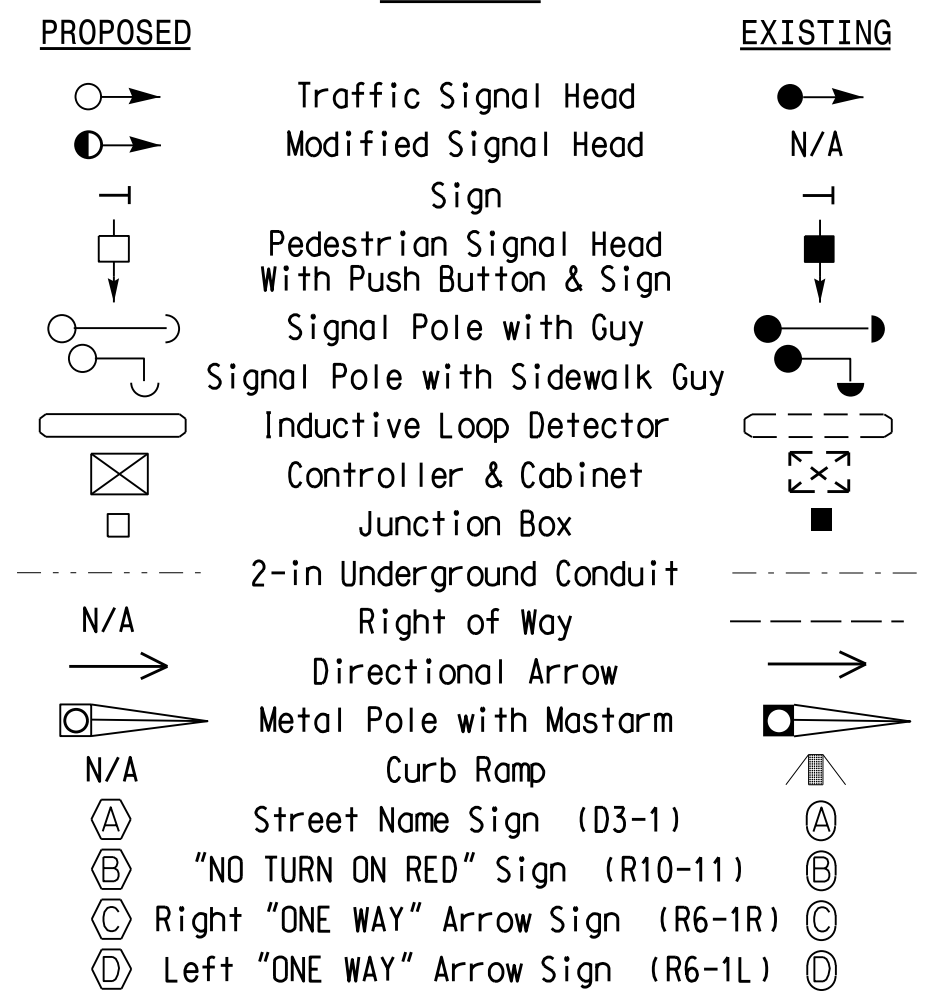 PROPOSED EXISTING
Traffic Signal Head
Modified Signal Head N/A
Sign
Pedestrian Signal Head
With Push Button & Sign
Signal Pole with Guy
Signal Pole with Sidewalk Guy
Inductive Loop Detector
Controller & Cabinet
Junction Box
2-in Underground Conduit
N/A Right of Way
Directional Arrow
Metal Pole with Mastarm
N/A Curb Ramp
A Street Name Sign (D3-1) A
B "NO TURN ON RED" Sign (R10-11) B
C Right "ONE WAY" Arrow Sign (R6-1R) C
D Left "ONE WAY" Arrow Sign (R6-1L) D